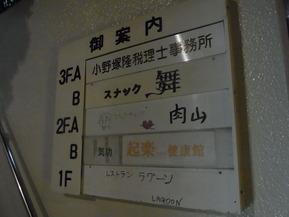 御案内
3F.A 小野塚隆税理士事務所
B スナック 舞
2F.A 肉山
B 気功 起楽 健康館
1F レストラン ラグーン
LAGOON